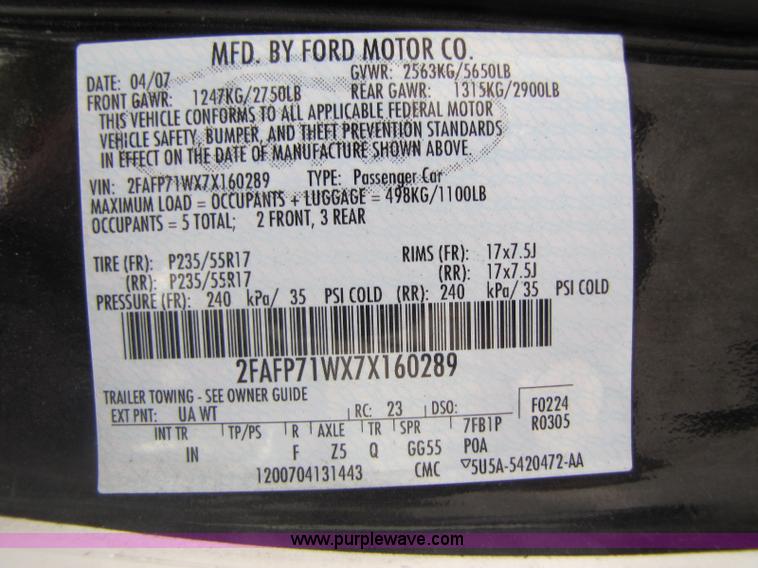 MFD. BY FORD MOTOR CO.
DATE: 04/07 GVWR: 2563KG/5650LB
FRONT GAWR: 1247KG/2750LB REAR GAWR: 1315KG/2900LB
THIS VEHICLE CONFORMS TO ALL APPLICABLE FEDERAL MOTOR
VEHICLE SAFETY, BUMPER, AND THEFT PREVENTION STANDARDS
IN EFFECT ON THE DATE OF MANUFACTURE SHOWN ABOVE.
VIN: 2FAFP71WX7X160289 TYPE: Passenger Car
MAXIMUM LOAD = OCCUPANTS + LUGGAGE = 498KG/1100LB
OCCUPANTS = 5 TOTAL; 2 FRONT, 3 REAR
TIRE (FR): P235/55R17 RIMS (FR): 17x7.5J
(RR): P235/55R17 (RR): 17x7.5J
PRESSURE (FR): 240 kPa/ 35 PSI COLD (RR): 240 kPa/ 35 PSI COLD
2FAFP71WX7X160289
TRAILER TOWING - SEE OWNER GUIDE
EXT PNT: UA WT RC: 23 DSO: F0224
R0305
INT TR TP/PS R AXLE TR SPR 7FB1P
IN F Z5 Q GG55 POA
1200704131443 CMC 5U5A-5420472-AA
www.purplewave.com